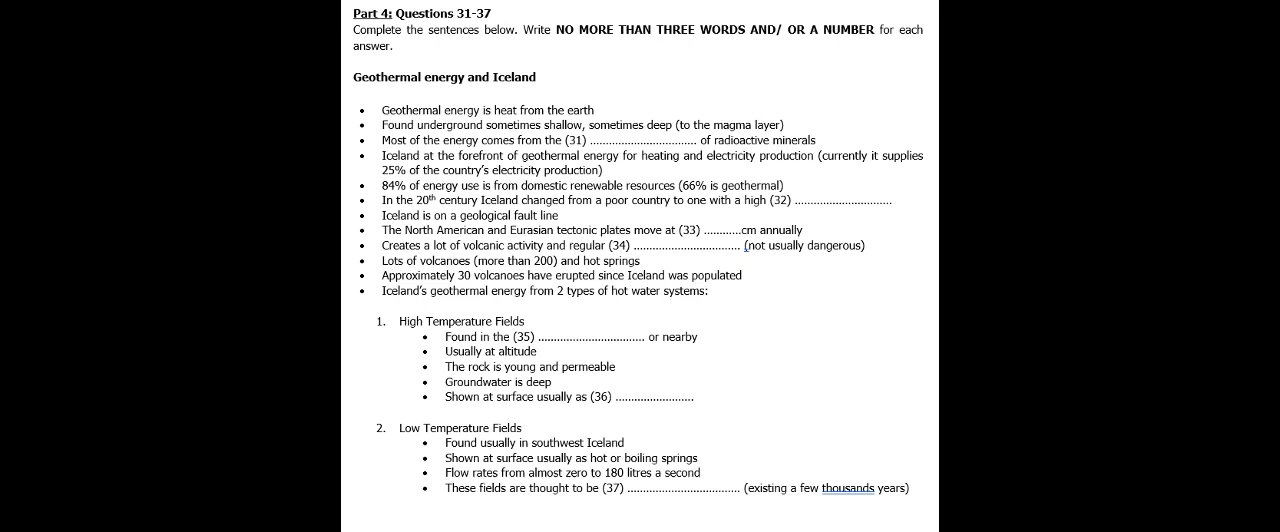 Part 4: Questions 31-37
Complete the sentences below. Write NO MORE THAN THREE WORDS AND/ OR A NUMBER for each
answer.
Geothermal energy and Iceland
• Geothermal energy is heat from the earth
• Found underground sometimes shallow, sometimes deep (to the magma layer)
• Most of the energy comes from the (31) .................................. of radioactive minerals
• Iceland at the forefront of geothermal energy for heating and electricity production (currently it supplies
25% of the country's electricity production)
• 84% of energy use is from domestic renewable resources (66% is geothermal)
• In the 20th century Iceland changed from a poor country to one with a high (32) ...............................
• Iceland is on a geological fault line
• The North American and Eurasian tectonic plates move at (33) ............cm annually
• Creates a lot of volcanic activity and regular (34) .................................. (not usually dangerous)
• Lots of volcanoes (more than 200) and hot springs
• Approximately 30 volcanoes have erupted since Iceland was populated
• Iceland's geothermal energy from 2 types of hot water systems:
1. High Temperature Fields
• Found in the (35) .................................. or nearby
• Usually at altitude
• The rock is young and permeable
• Groundwater is deep
• Shown at surface usually as (36) .........................
2. Low Temperature Fields
• Found usually in southwest Iceland
• Shown at surface usually as hot or boiling springs
• Flow rates from almost zero to 180 litres a second
• These fields are thought to be (37) .................................... (existing a few thousands years)